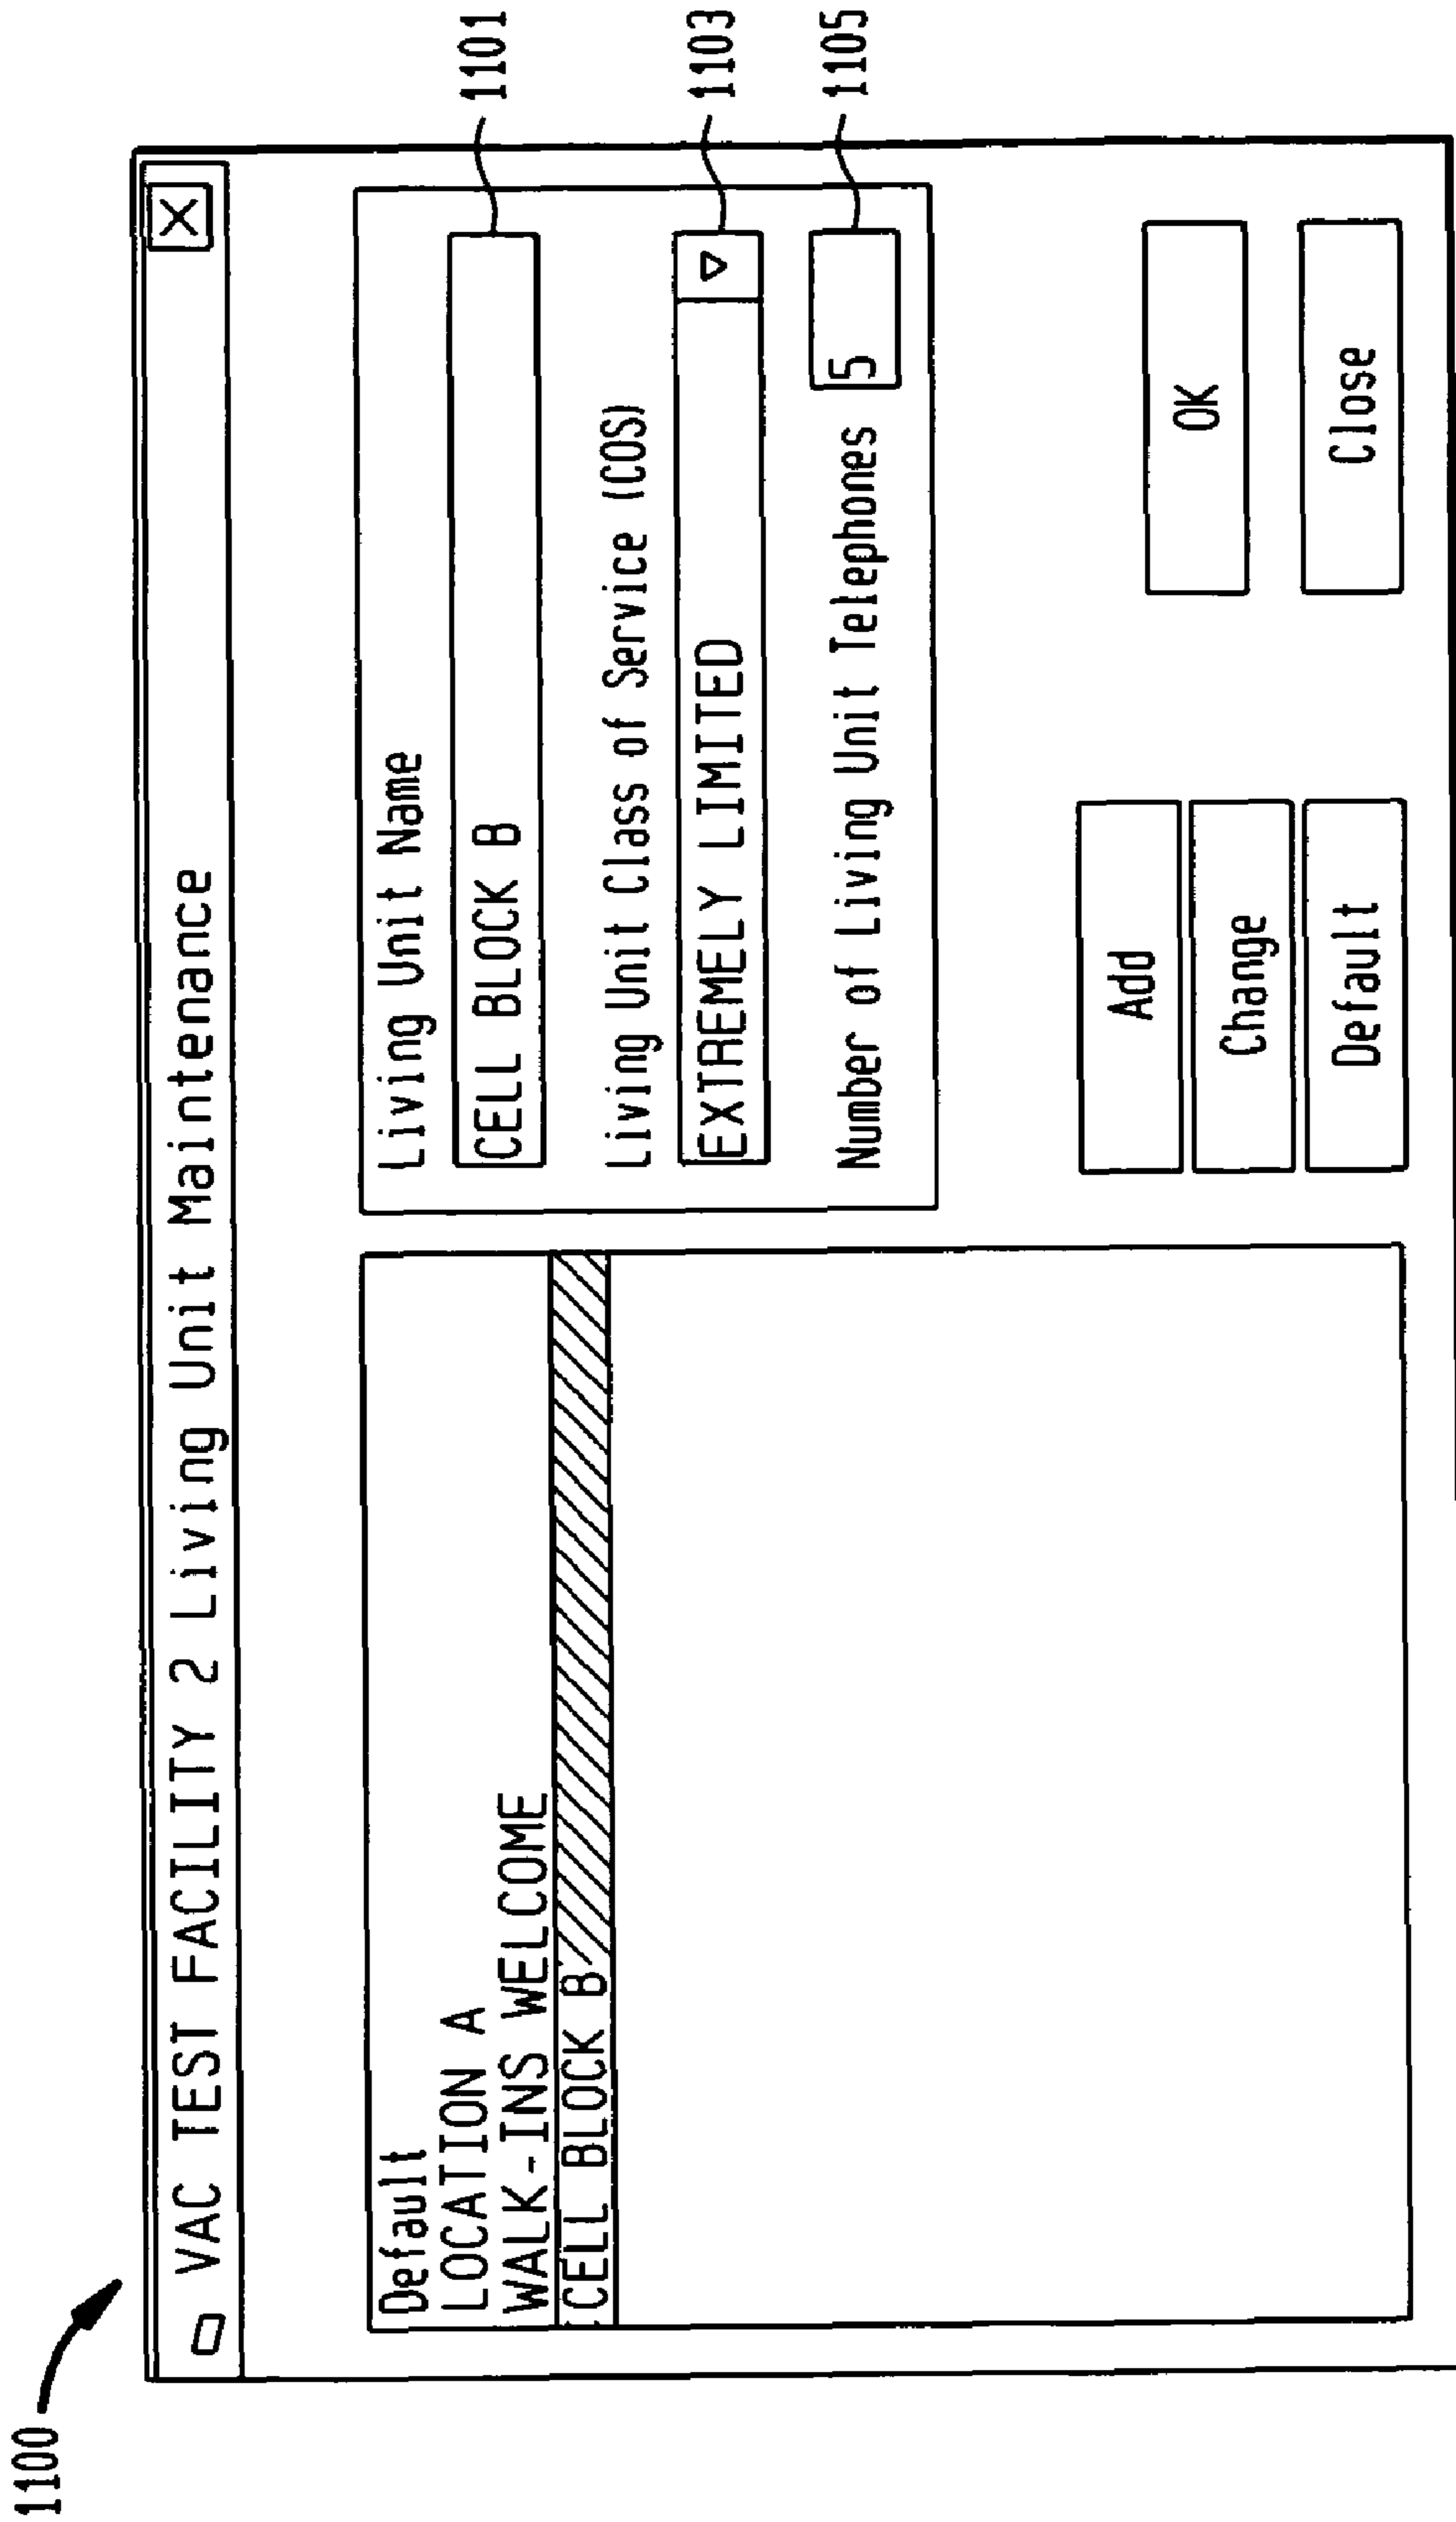 1100
VAC TEST FACILITY 2 Living Unit Maintenance
X
Default
LOCATION A
WALK-INS WELCOME
CELL BLOCK B
Living Unit Name
CELL BLOCK B
1101
Living Unit Class of Service (COS)
EXTREMELY LIMITED
1103
Number of Living Unit Telephones 5
1105
Add
Change
Default
OK
Close